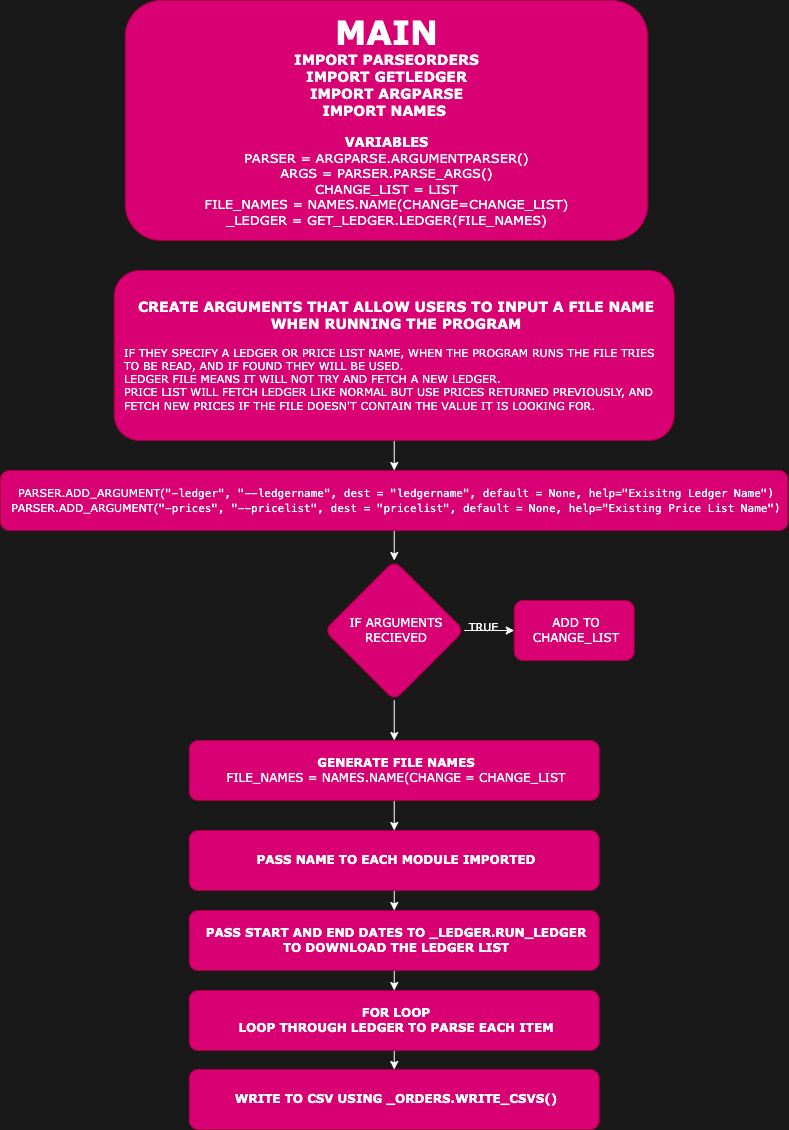 MAIN
IMPORT PARSEORDERS
IMPORT GETLEDGER
IMPORT ARGPARSE
IMPORT NAMES
VARIABLES
PARSER = ARGPARSE.ARGUMENTPARSER()
ARGS = PARSER.PARSE_ARGS()
CHANGE_LIST = LIST
FILE_NAMES = NAMES.NAME(CHANGE=CHANGE_LIST)
_LEDGER = GET_LEDGER.LEDGER(FILE_NAMES)
CREATE ARGUMENTS THAT ALLOW USERS TO INPUT A FILE NAME
WHEN RUNNING THE PROGRAM
IF THEY SPECIFY A LEDGER OR PRICE LIST NAME, WHEN THE PROGRAM RUNS THE FILE TRIES
TO BE READ, AND IF FOUND THEY WILL BE USED.
LEDGER FILE MEANS IT WILL NOT TRY AND FETCH A NEW LEDGER.
PRICE LIST WILL FETCH LEDGER LIKE NORMAL BUT USE PRICES RETURNED PREVIOUSLY, AND
FETCH NEW PRICES IF THE FILE DOESN'T CONTAIN THE VALUE IT IS LOOKING FOR.
PARSER.ADD_ARGUMENT("-ledger", "--ledgername", dest = "ledgername", default = None, help="Exisitng Ledger Name")
PARSER.ADD_ARGUMENT("-prices", "--pricelist", dest = "pricelist", default = None, help="Existing Price List Name")
IF ARGUMENTS
RECIEVED
TRUE
ADD TO
CHANGE_LIST
GENERATE FILE NAMES
FILE_NAMES = NAMES.NAME(CHANGE = CHANGE_LIST
PASS NAME TO EACH MODULE IMPORTED
PASS START AND END DATES TO _LEDGER.RUN_LEDGER
TO DOWNLOAD THE LEDGER LIST
FOR LOOP
LOOP THROUGH LEDGER TO PARSE EACH ITEM
WRITE TO CSV USING _ORDERS.WRITE_CSVS()